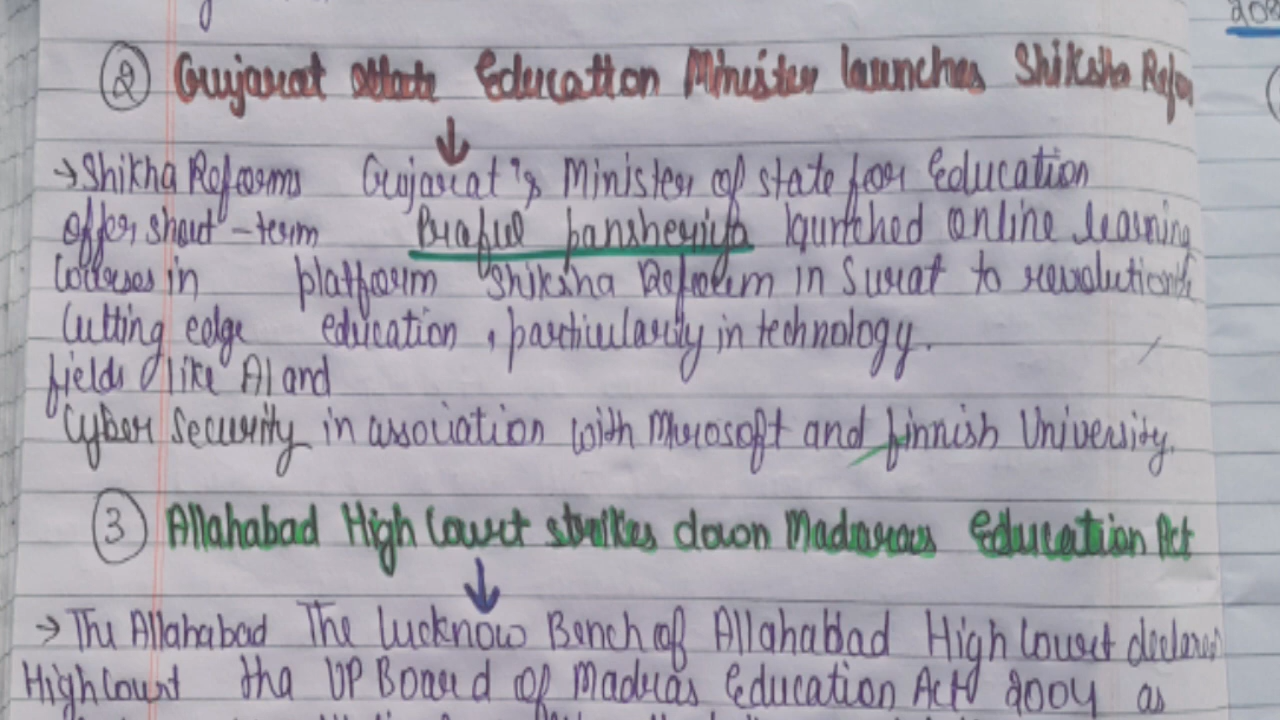 ② Gujarat State Education Minister launches Shiksha Refor
→Shikha Reforms Gujarat's Minister of state for Education
offer short-term Praful pansheriya launched online learning
Courses in platform Shiksha Reform in Surat to revolutionize
Cutting edge education, particularly in technology.
fields like AI and
Cyber Security in association with Microsoft and finnish University.
③ Allahabad High Court strikes down Madarsas Education Act
→ The Allahabad The Lucknow Bench of Allahabad High Court declared
High Court tha UP Board of Madras Education Act 2004 as